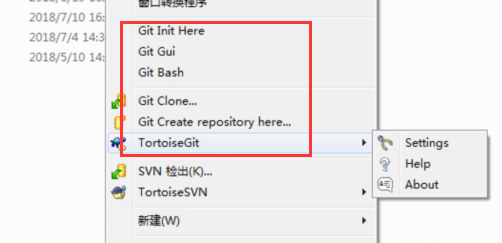 窗口转换程序
2018/7/10 16:
2018/7/4 14:3
2018/5/10 14:
Git Init Here
Git Gui
Git Bash
Git Clone...
Git Create repository here...
TortoiseGit
Settings
Help
About
SVN 检出(K)...
TortoiseSVN
新建(W)